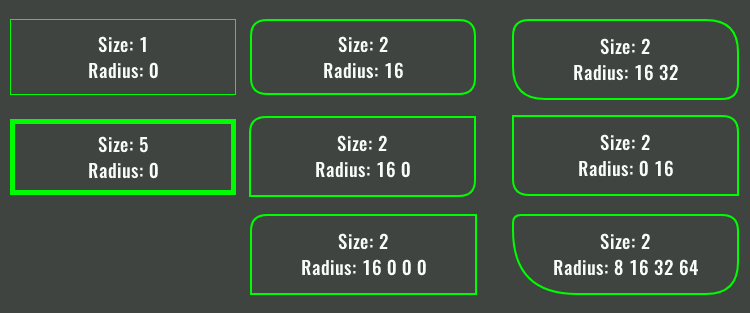 Size: 1
Radius: 0
Size: 2
Radius: 16
Size: 2
Radius: 16 32
Size: 5
Radius: 0
Size: 2
Radius: 16 0
Size: 2
Radius: 0 16
Size: 2
Radius: 16 0 0 0
Size: 2
Radius: 8 16 32 64